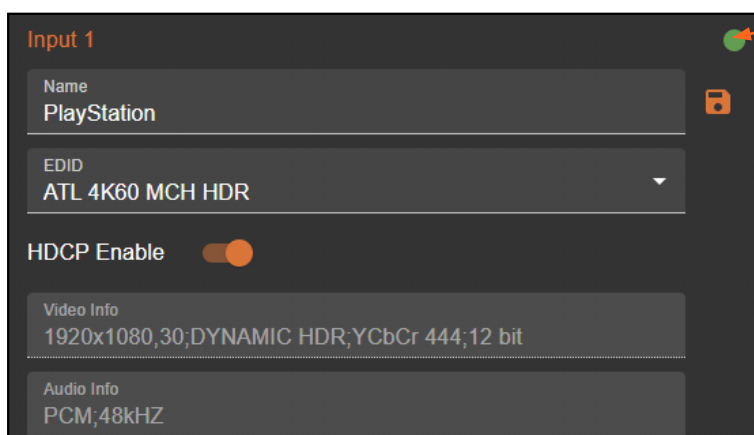 Input 1
Name
PlayStation
EDID
ATL 4K60 MCH HDR
HDCP Enable
Video Info
1920x1080,30;DYNAMIC HDR;YCbCr 444;12 bit
Audio Info
PCM;48kHZ